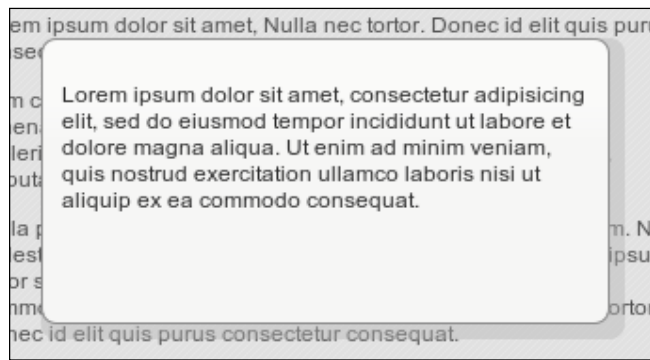 em ipsum dolor sit amet, Nulla nec tortor. Donec id elit quis pur
Lorem ipsum dolor sit amet, consectetur adipisicing
elit, sed do eiusmod tempor incididunt ut labore et
dolore magna aliqua. Ut enim ad minim veniam,
quis nostrud exercitation ullamco laboris nisi ut
aliquip ex ea commodo consequat.
nec id elit quis purus consectetur consequat.